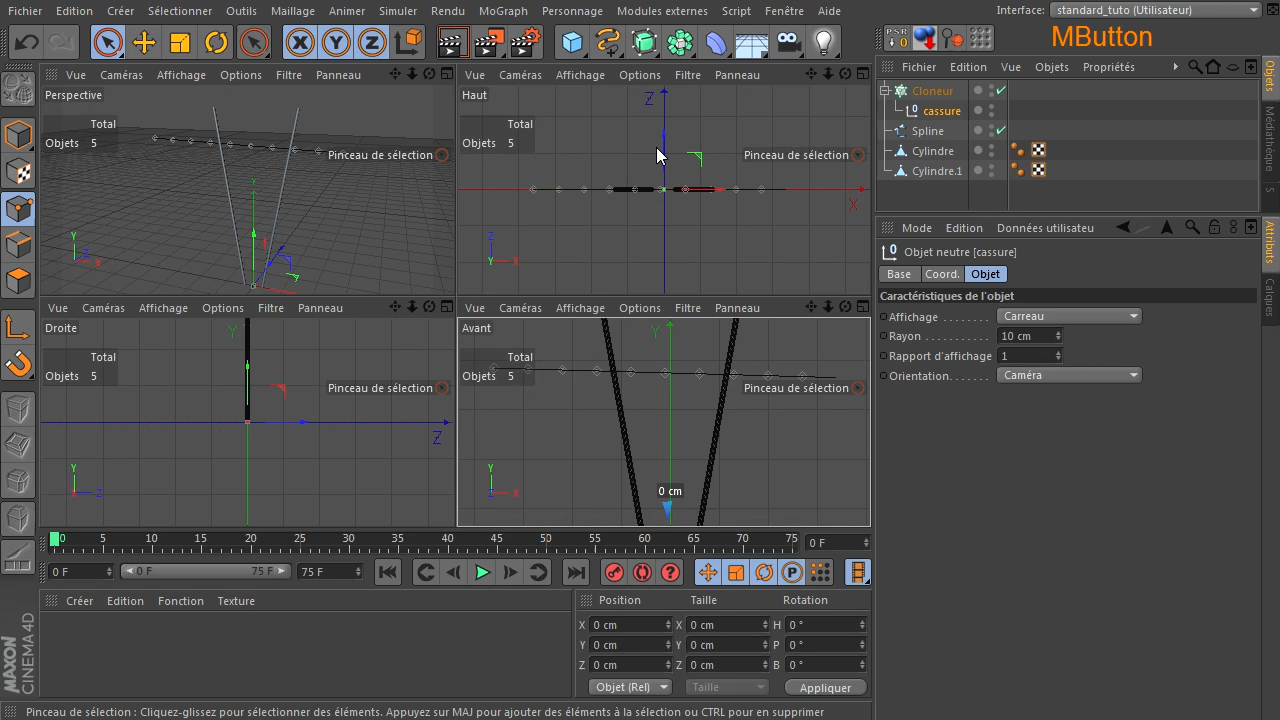 Fichier Edition Créer Sélectionner Outils Maillage Animer Simuler Rendu MoGraph Personnage Modules externes Script Fenêtre Aide Interface: standard_tuto (Utilisateur)
X Y Z PSR 0 MButton
Vue Caméras Affichage Options Filtre Panneau
Perspective
Total
Objets 5
Pinceau de sélection
Y
Y Z X
Vue Caméras Affichage Options Filtre Panneau
Haut
Total
Objets 5
Pinceau de sélection
Z
X
Z Y X
Vue Caméras Affichage Options Filtre Panneau
Droite
Total
Objets 5
Pinceau de sélection
Y
Z
Y X Z
Vue Caméras Affichage Options Filtre Panneau
Avant
Total
Objets 5
Pinceau de sélection
Y
0 cm
Y Z X
Fichier Edition Vue Objets Propriétés
Cloneur
cassure
Spline
Cylindre
Cylindre.1
Objets
Médiathèque
S
Mode Edition Données utilisateu
Objet neutre [cassure]
Base Coord. Objet
Caractéristiques de l'objet
Affichage ........ Carreau
Rayon ........... 10 cm
Rapport d'affichage 1
Orientation....... Caméra
Attributs
Calques
0 5 10 15 20 25 30 35 40 45 50 55 60 65 70 75 0 F
0 F 0 F 75 F 75 F
P
Créer Edition Fonction Texture
Position Taille Rotation
X 0 cm X 0 cm H 0 °
Y 0 cm Y 0 cm P 0 °
Z 0 cm Z 0 cm B 0 °
Objet (Rel) Taille Appliquer
MAXON
CINEMA 4D
Pinceau de sélection : Cliquez-glissez pour sélectionner des éléments. Appuyez sur MAJ pour ajouter des éléments à la sélection ou CTRL pour en supprimer